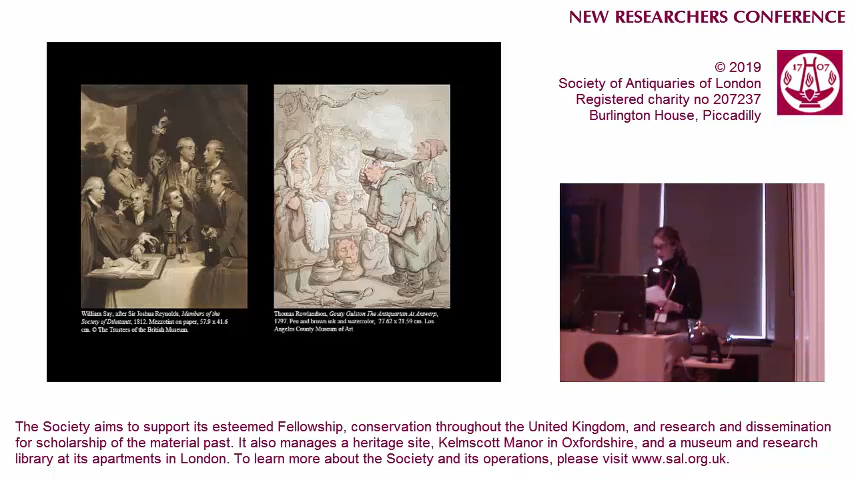 NEW RESEARCHERS CONFERENCE
© 2019
Society of Antiquaries of London
Registered charity no 207237
Burlington House, Piccadilly
17 07
William Say, after Sir Joshua Reynolds, Members of the
Society of Dilettanti, 1812. Mezzotint on paper, 57.9 x 41.6
cm. © The Trustees of the British Museum.
Thomas Rowlandson, Gouty Gulston The Antiquarian At Antwerp,
1797. Pen and brown ink and watercolor, 27.62 x 21.59 cm. Los
Angeles County Museum of Art
The Society aims to support its esteemed Fellowship, conservation throughout the United Kingdom, and research and dissemination
for scholarship of the material past. It also manages a heritage site, Kelmscott Manor in Oxfordshire, and a museum and research
library at its apartments in London. To learn more about the Society and its operations, please visit www.sal.org.uk.